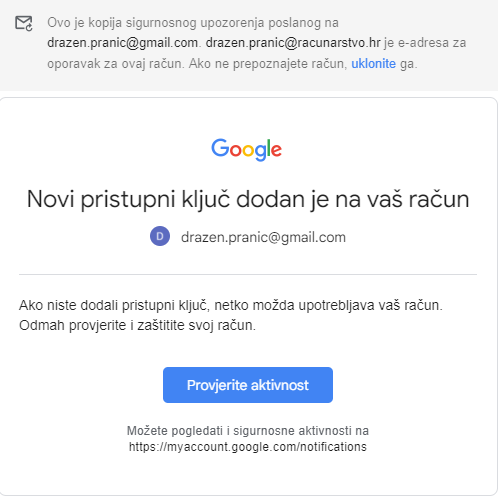 Ovo je kopija sigurnosnog upozorenja poslanog na
drazen.pranic@gmail.com. drazen.pranic@racunarstvo.hr je e-adresa za
oporavak za ovaj račun. Ako ne prepoznajete račun, uklonite ga.
Google
Novi pristupni ključ dodan je na vaš račun
D drazen.pranic@gmail.com
Ako niste dodali pristupni ključ, netko možda upotrebljava vaš račun.
Odmah provjerite i zaštitite svoj račun.
Provjerite aktivnost
Možete pogledati i sigurnosne aktivnosti na
https://myaccount.google.com/notifications